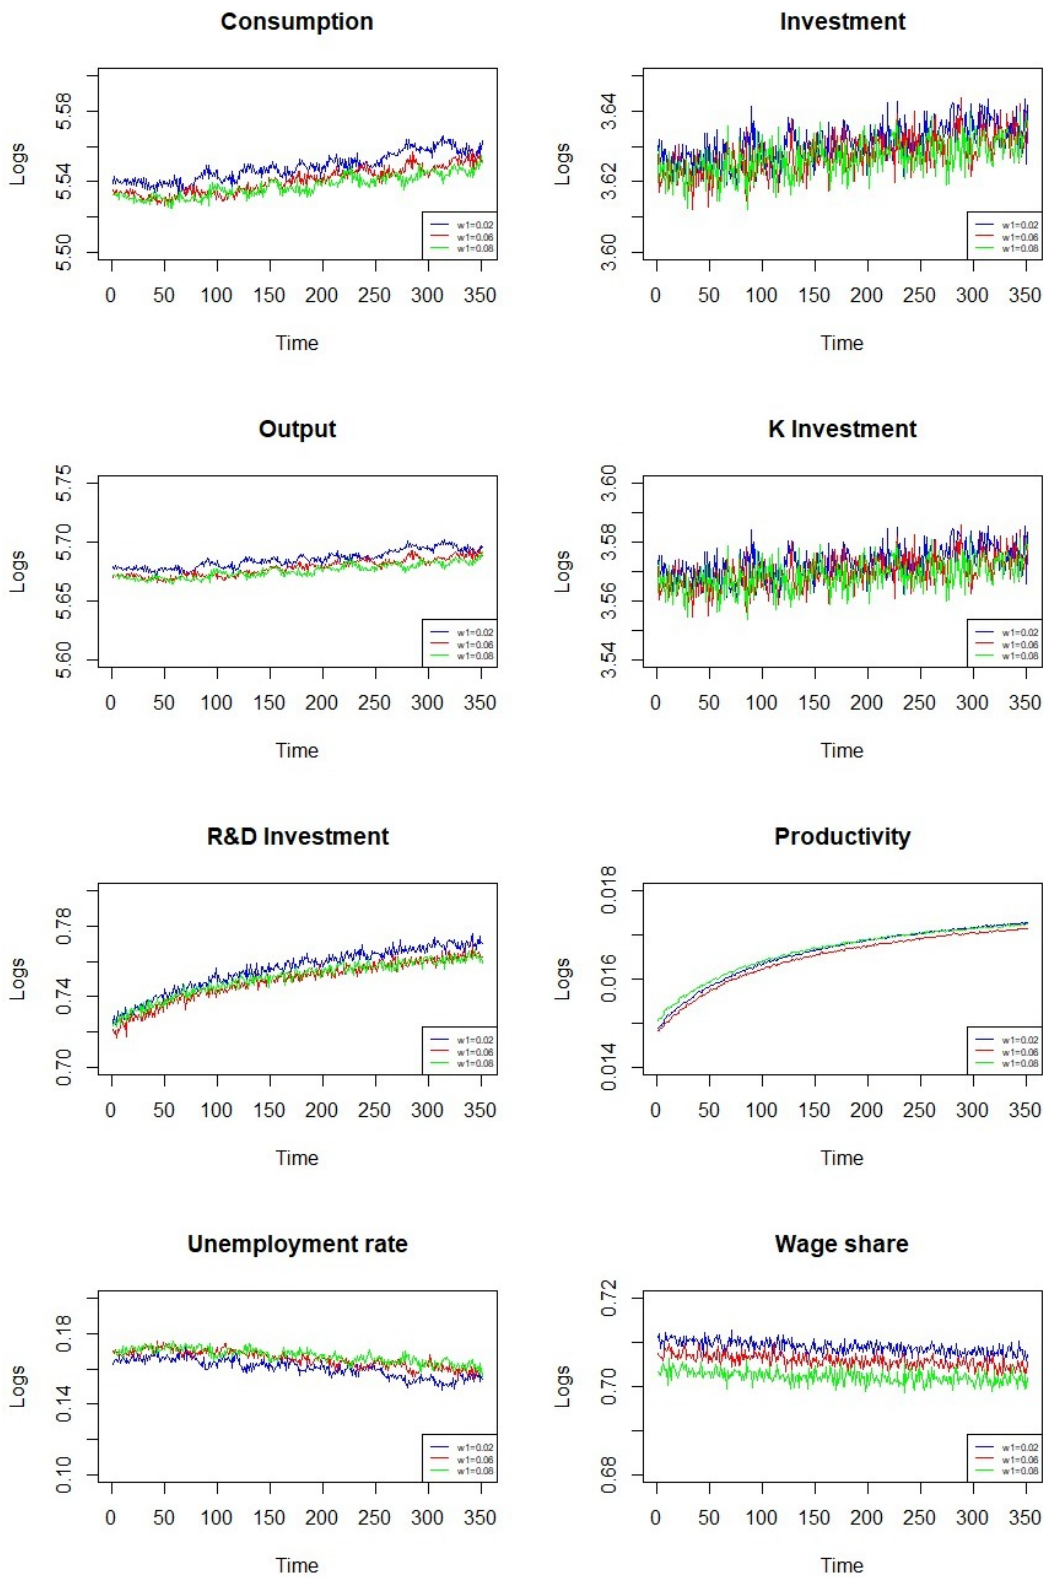 Consumption
Logs
5.50 5.54 5.58
w1=0.02
w1=0.06
w1=0.08
0 50 100 150 200 250 300 350
Time
Investment
Logs
3.60 3.62 3.64
w1=0.02
w1=0.06
w1=0.08
0 50 100 150 200 250 300 350
Time
Output
Logs
5.60 5.65 5.70 5.75
w1=0.02
w1=0.06
w1=0.08
0 50 100 150 200 250 300 350
Time
K Investment
Logs
3.54 3.56 3.58 3.60
w1=0.02
w1=0.06
w1=0.08
0 50 100 150 200 250 300 350
Time
R&D Investment
Logs
0.70 0.74 0.78
w1=0.02
w1=0.06
w1=0.08
0 50 100 150 200 250 300 350
Time
Productivity
Logs
0.014 0.016 0.018
w1=0.02
w1=0.06
w1=0.08
0 50 100 150 200 250 300 350
Time
Unemployment rate
Logs
0.10 0.14 0.18
w1=0.02
w1=0.06
w1=0.08
0 50 100 150 200 250 300 350
Time
Wage share
Logs
0.68 0.70 0.72
w1=0.02
w1=0.06
w1=0.08
0 50 100 150 200 250 300 350
Time